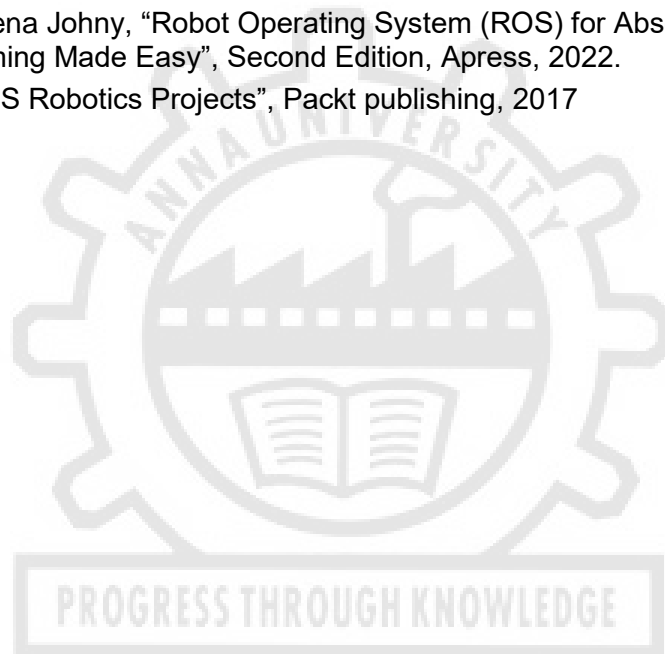 ena Johny, “Robot Operating System (ROS) for Abs
ning Made Easy”, Second Edition, Apress, 2022.
S Robotics Projects”, Packt publishing, 2017
ANNA UNIVERSITY
PROGRESS THROUGH KNOWLEDGE